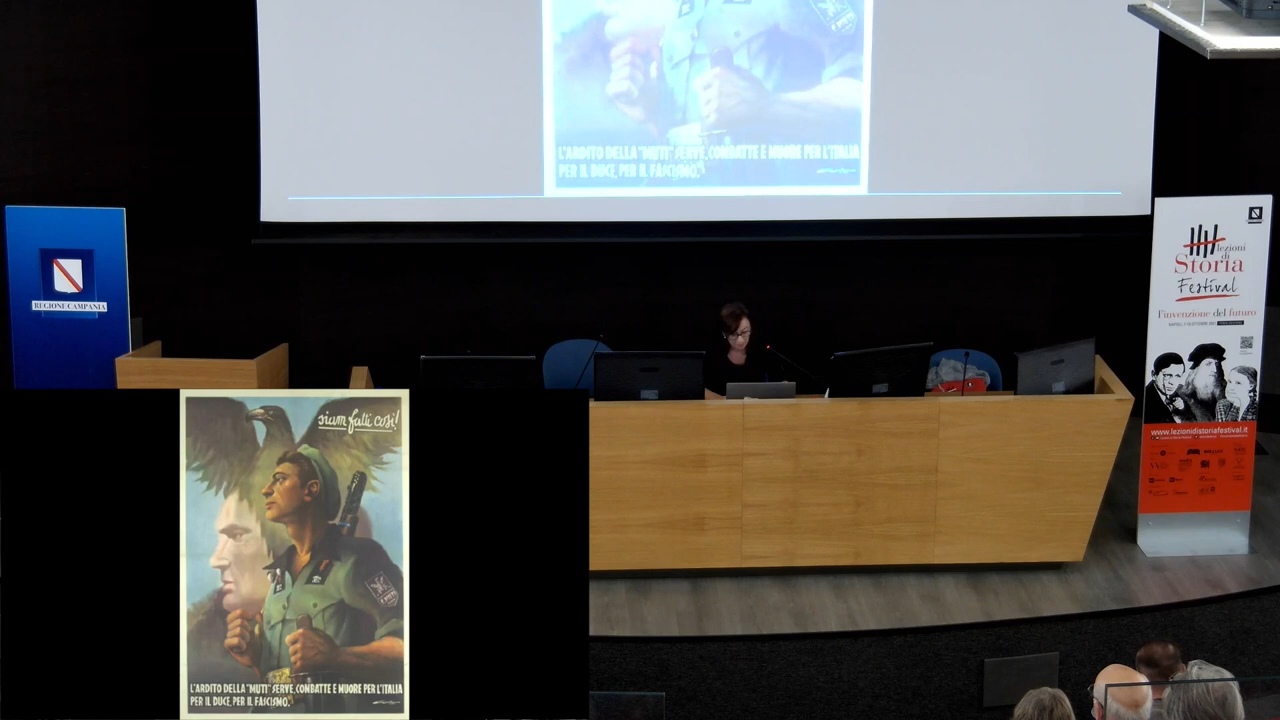 L'ARDITO DELLA "MUTI" SERVE, COMBATTE E MUORE PER L'ITALIA
PER IL DUCE, PER IL FASCISMO.
REGIONE CAMPANIA
lezioni
di
Storia
Festival
l'invenzione del futuro
www.lezionidistoriafestival.it
siam fatti così!
L'ARDITO DELLA "MUTI" SERVE, COMBATTE E MUORE PER L'ITALIA
PER IL DUCE, PER IL FASCISMO.